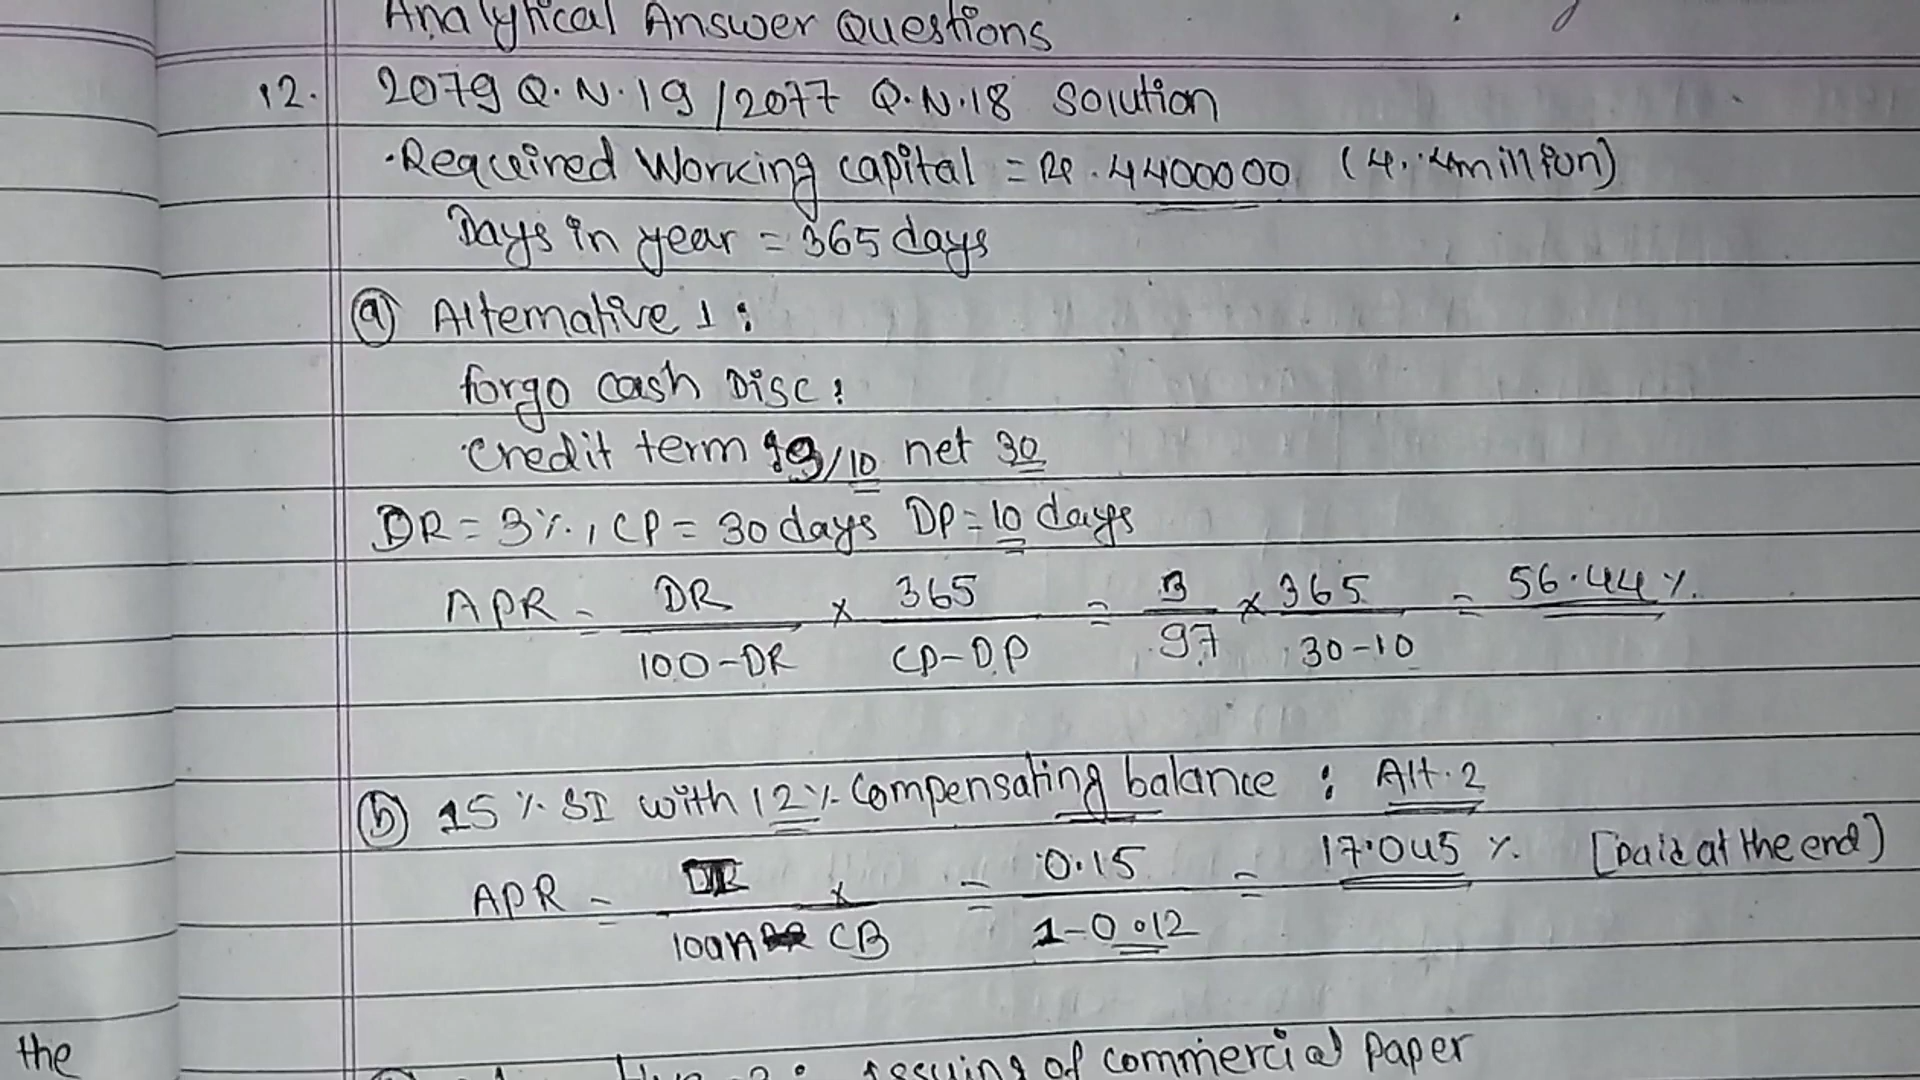 Analytical Answer Questions
12. 2079 Q.N.19/2077 Q.N.18 solution
Required Working capital = Rs.4400000 (4.4million)
Days in year = 365 days
(a) Alternative 1:
forgo cash Disc:
Credit term 3/10 net 30
DR = 3%, CP = 30 days DP = 10 days
APR = DR/100-DR × 365/CP-DP = 3/97 × 365/30-10 = 56.44%
(b) 15% SI with 12% compensating balance : Alt.2
APR = I/loan CB = 0.15/1-0.012 = 17.045% [paid at the end]
the
issuing of commercial paper